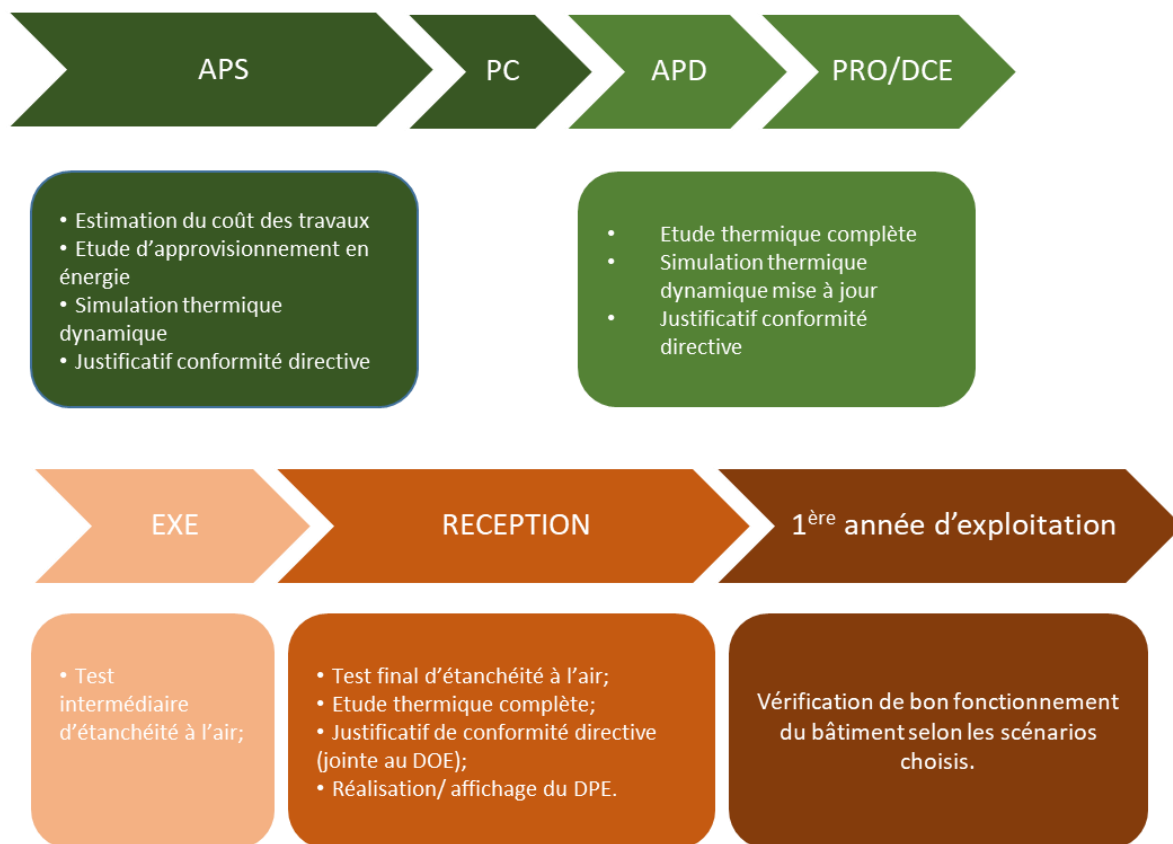 APS
PC
APD
PRO/DCE
• Estimation du coût des travaux
• Etude d'approvisionnement en
énergie
• Simulation thermique
dynamique
• Justificatif conformité directive
• Etude thermique complète
• Simulation thermique
dynamique mise à jour
• Justificatif conformité
directive
EXE
RECEPTION
1ère année d'exploitation
• Test
intermédiaire
d'étanchéité à l'air;
• Test final d'étanchéité à l'air;
• Etude thermique complète;
• Justificatif de conformité directive
(jointe au DOE);
• Réalisation/ affichage du DPE.
Vérification de bon fonctionnement
du bâtiment selon les scénarios
choisis.